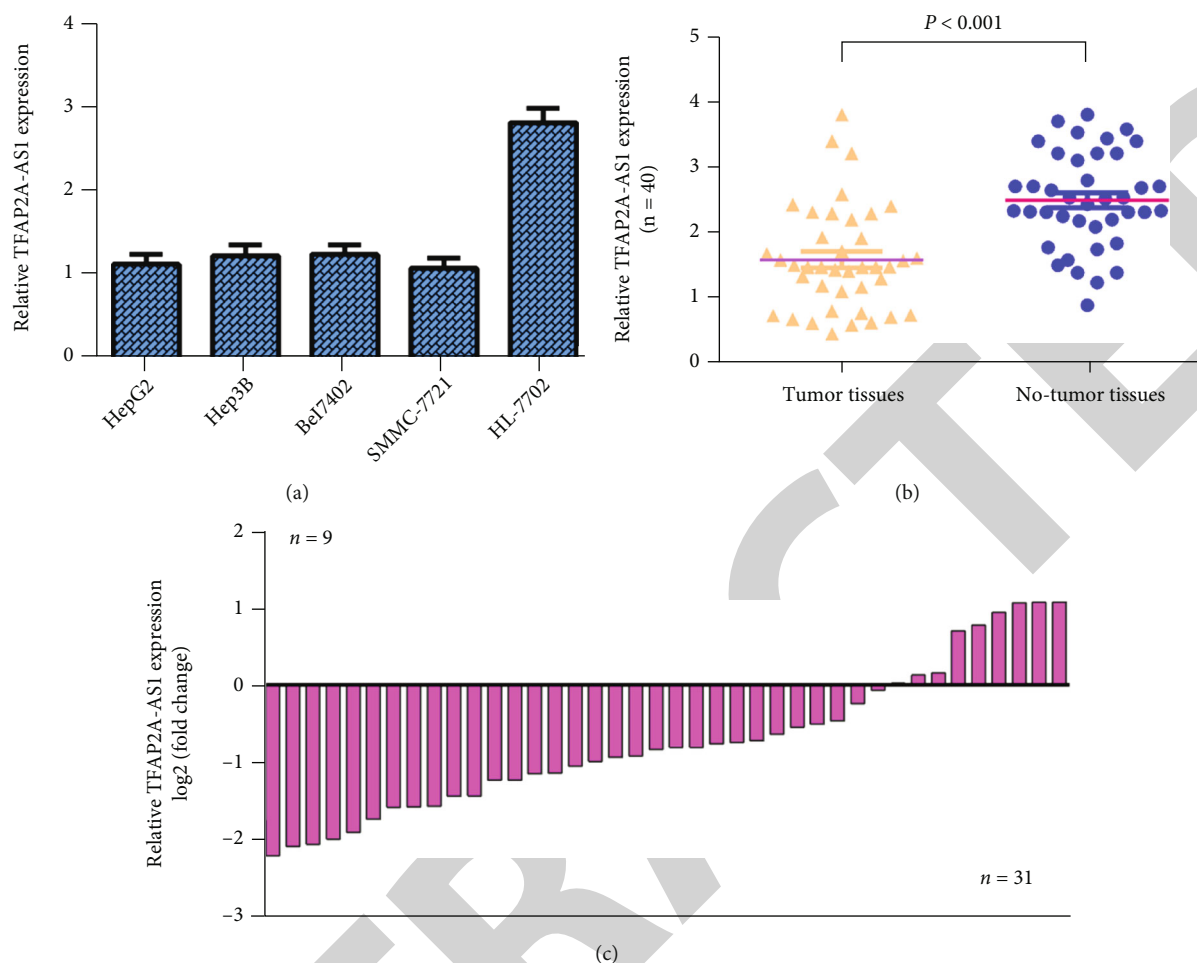 Relative TFAP2A-AS1 expression
4
3
2
1
0
HepG2
Hep3B
Bel7402
SMMC-7721
HL-7702
(a)
P < 0.001
Relative TFAP2A-AS1 expression
(n = 40)
5
4
3
2
1
0
Tumor tissues
No-tumor tissues
(b)
Relative TFAP2A-AS1 expression
log2 (fold change)
2
1
0
−1
−2
−3
n = 9
n = 31
(c)